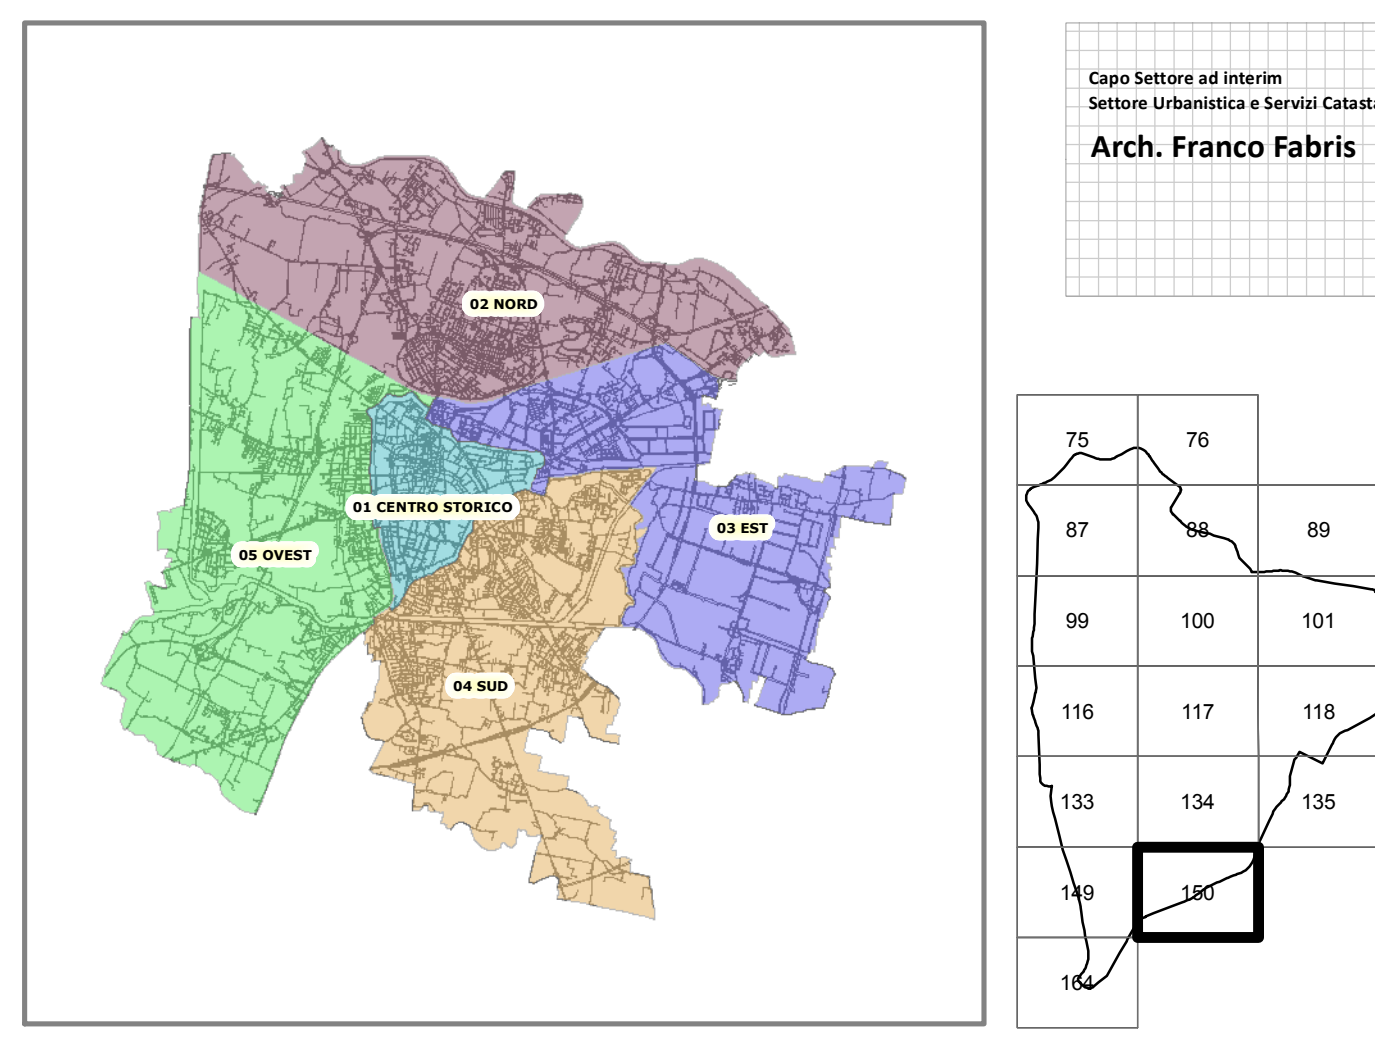 02 NORD
01 CENTRO STORICO
03 EST
05 OVEST
04 SUD
Capo Settore ad interim
Settore Urbanistica e Servizi Catasta
Arch. Franco Fabris
75 76
87 88 89
99 100 101
116 117 118
133 134 135
149 150
164